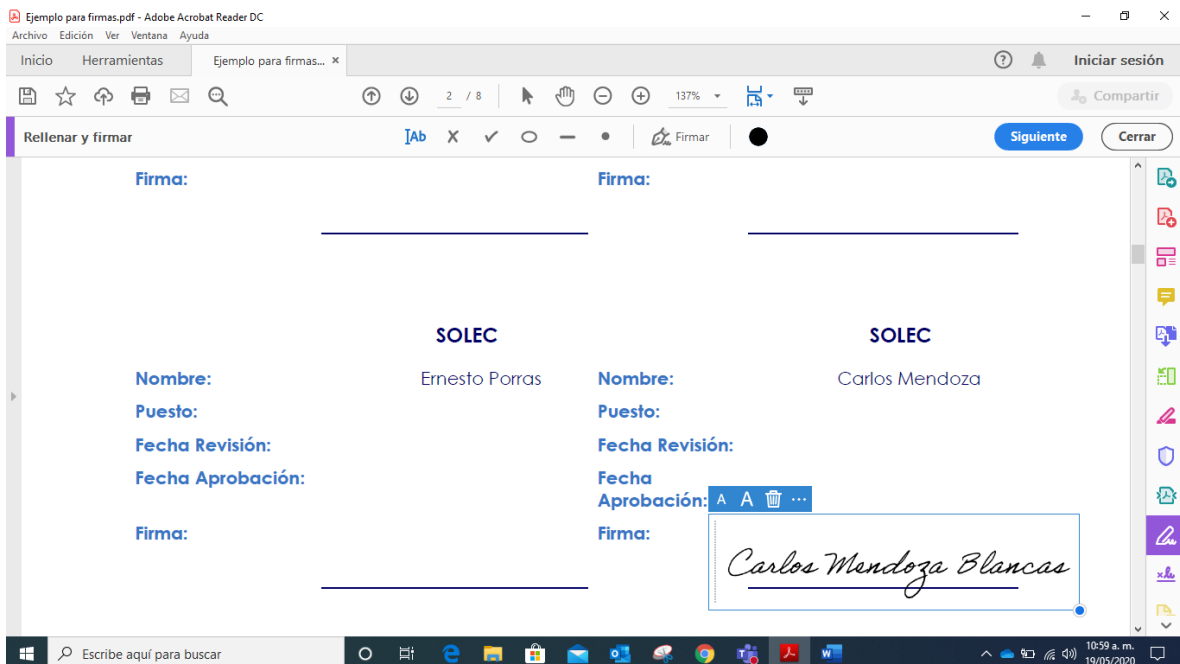 Ejemplo para firmas.pdf - Adobe Acrobat Reader DC
Archivo Edición Ver Ventana Ayuda
Inicio Herramientas Ejemplo para firmas... × Iniciar sesión
2 / 8 137% Compartir
Rellenar y firmar Ab Firmar Siguiente Cerrar
Firma: Firma:
SOLEC SOLEC
Nombre: Ernesto Porras Nombre: Carlos Mendoza
Puesto: Puesto:
Fecha Revisión: Fecha Revisión:
Fecha Aprobación: Fecha
Aprobación: A A ...
Firma: Firma:
Carlos Mendoza Blancas
Escribe aquí para buscar 10:59 a. m.
19/05/2020